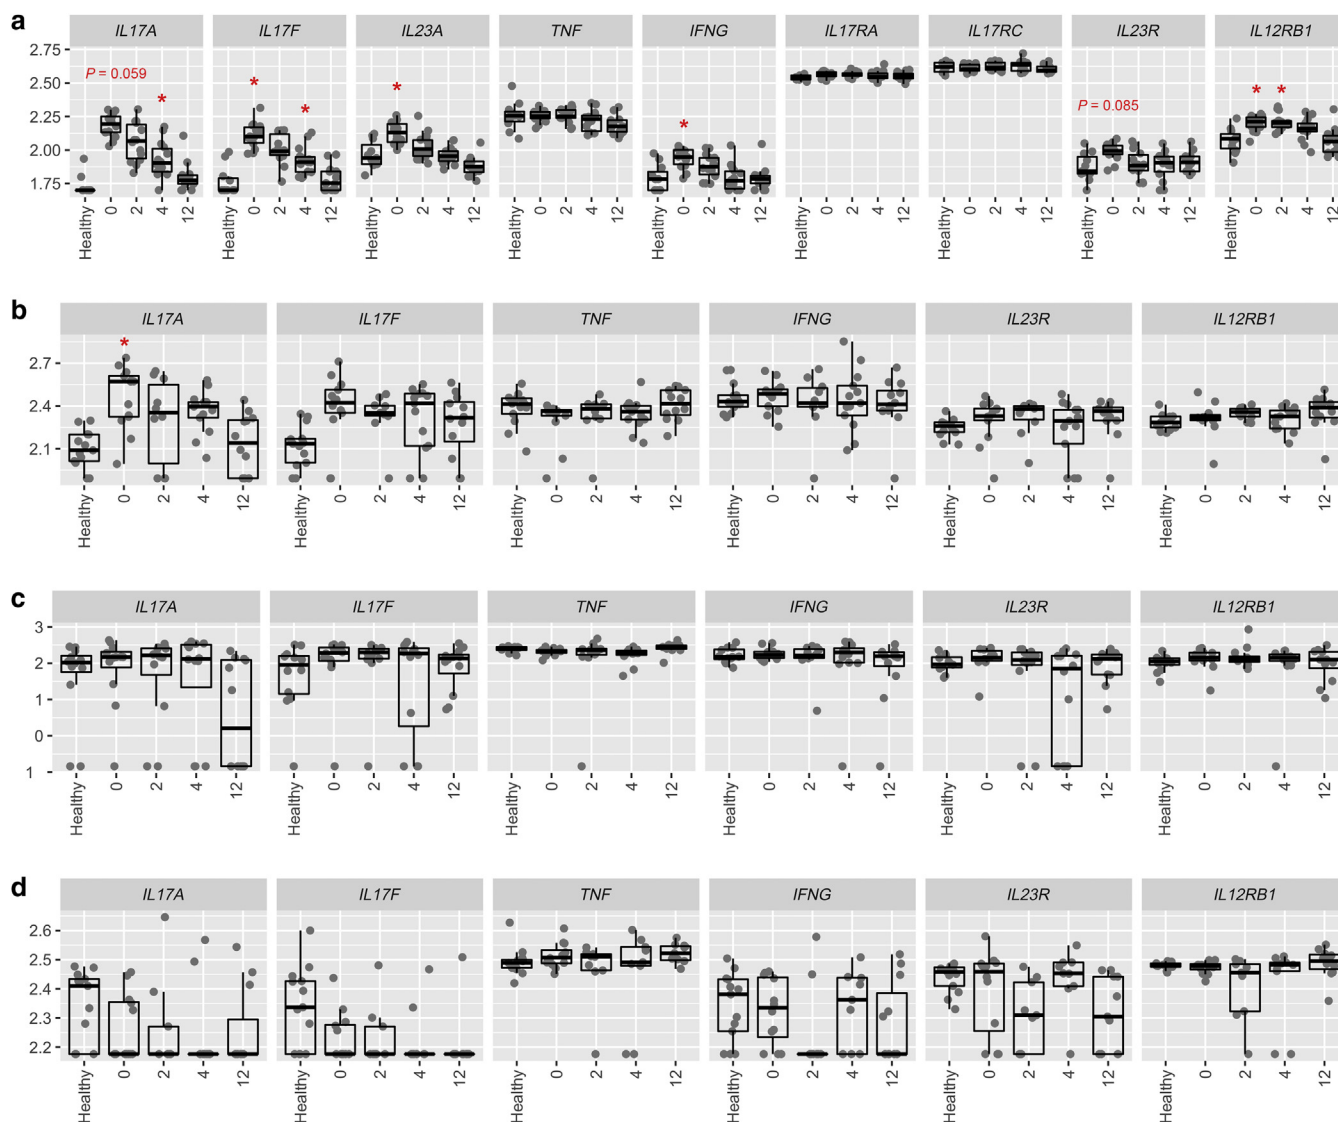 a
IL17A IL17F IL23A TNF IFNG IL17RA IL17RC IL23R IL12RB1
2.75
2.50
2.25
2.00
1.75
P = 0.059 * * * * * P = 0.085 * *
Healthy 0 2 4 12 Healthy 0 2 4 12 Healthy 0 2 4 12 Healthy 0 2 4 12 Healthy 0 2 4 12 Healthy 0 2 4 12 Healthy 0 2 4 12 Healthy 0 2 4 12 Healthy 0 2 4 12
b
IL17A IL17F TNF IFNG IL23R IL12RB1
*
2.7
2.4
2.1
Healthy 0 2 4 12 Healthy 0 2 4 12 Healthy 0 2 4 12 Healthy 0 2 4 12 Healthy 0 2 4 12 Healthy 0 2 4 12
c
IL17A IL17F TNF IFNG IL23R IL12RB1
3
2
1
0
1
Healthy 0 2 4 12 Healthy 0 2 4 12 Healthy 0 2 4 12 Healthy 0 2 4 12 Healthy 0 2 4 12 Healthy 0 2 4 12
d
IL17A IL17F TNF IFNG IL23R IL12RB1
2.6
2.5
2.4
2.3
2.2
Healthy 0 2 4 12 Healthy 0 2 4 12 Healthy 0 2 4 12 Healthy 0 2 4 12 Healthy 0 2 4 12 Healthy 0 2 4 12